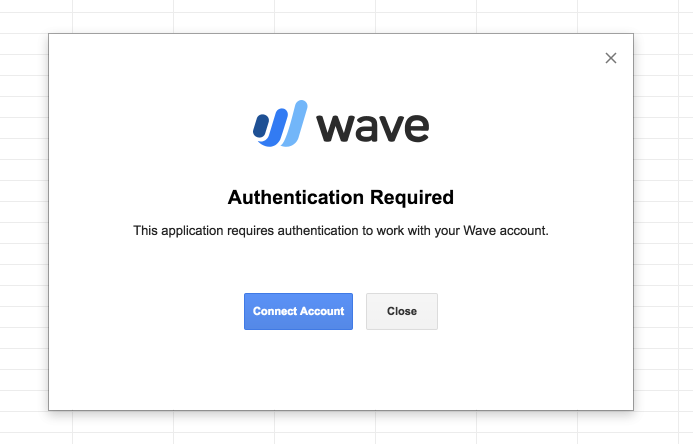 wave
Authentication Required
This application requires authentication to work with your Wave account.
Connect Account
Close